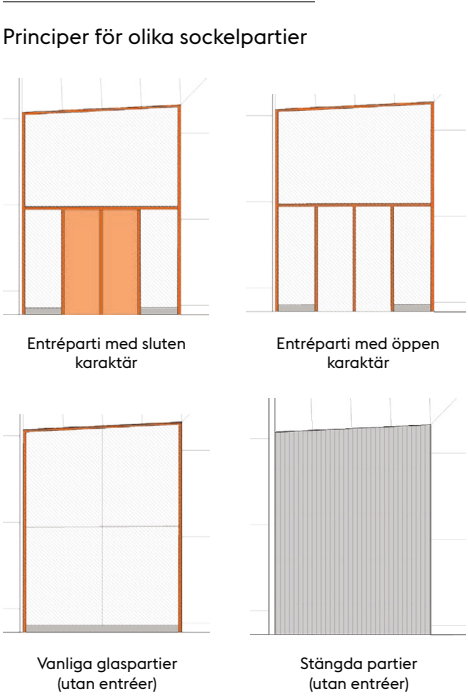 Principer för olika sockelpartier
Entréparti med sluten
karaktär
Entréparti med öppen
karaktär
Vanliga glaspartier
(utan entréer)
Stängda partier
(utan entréer)